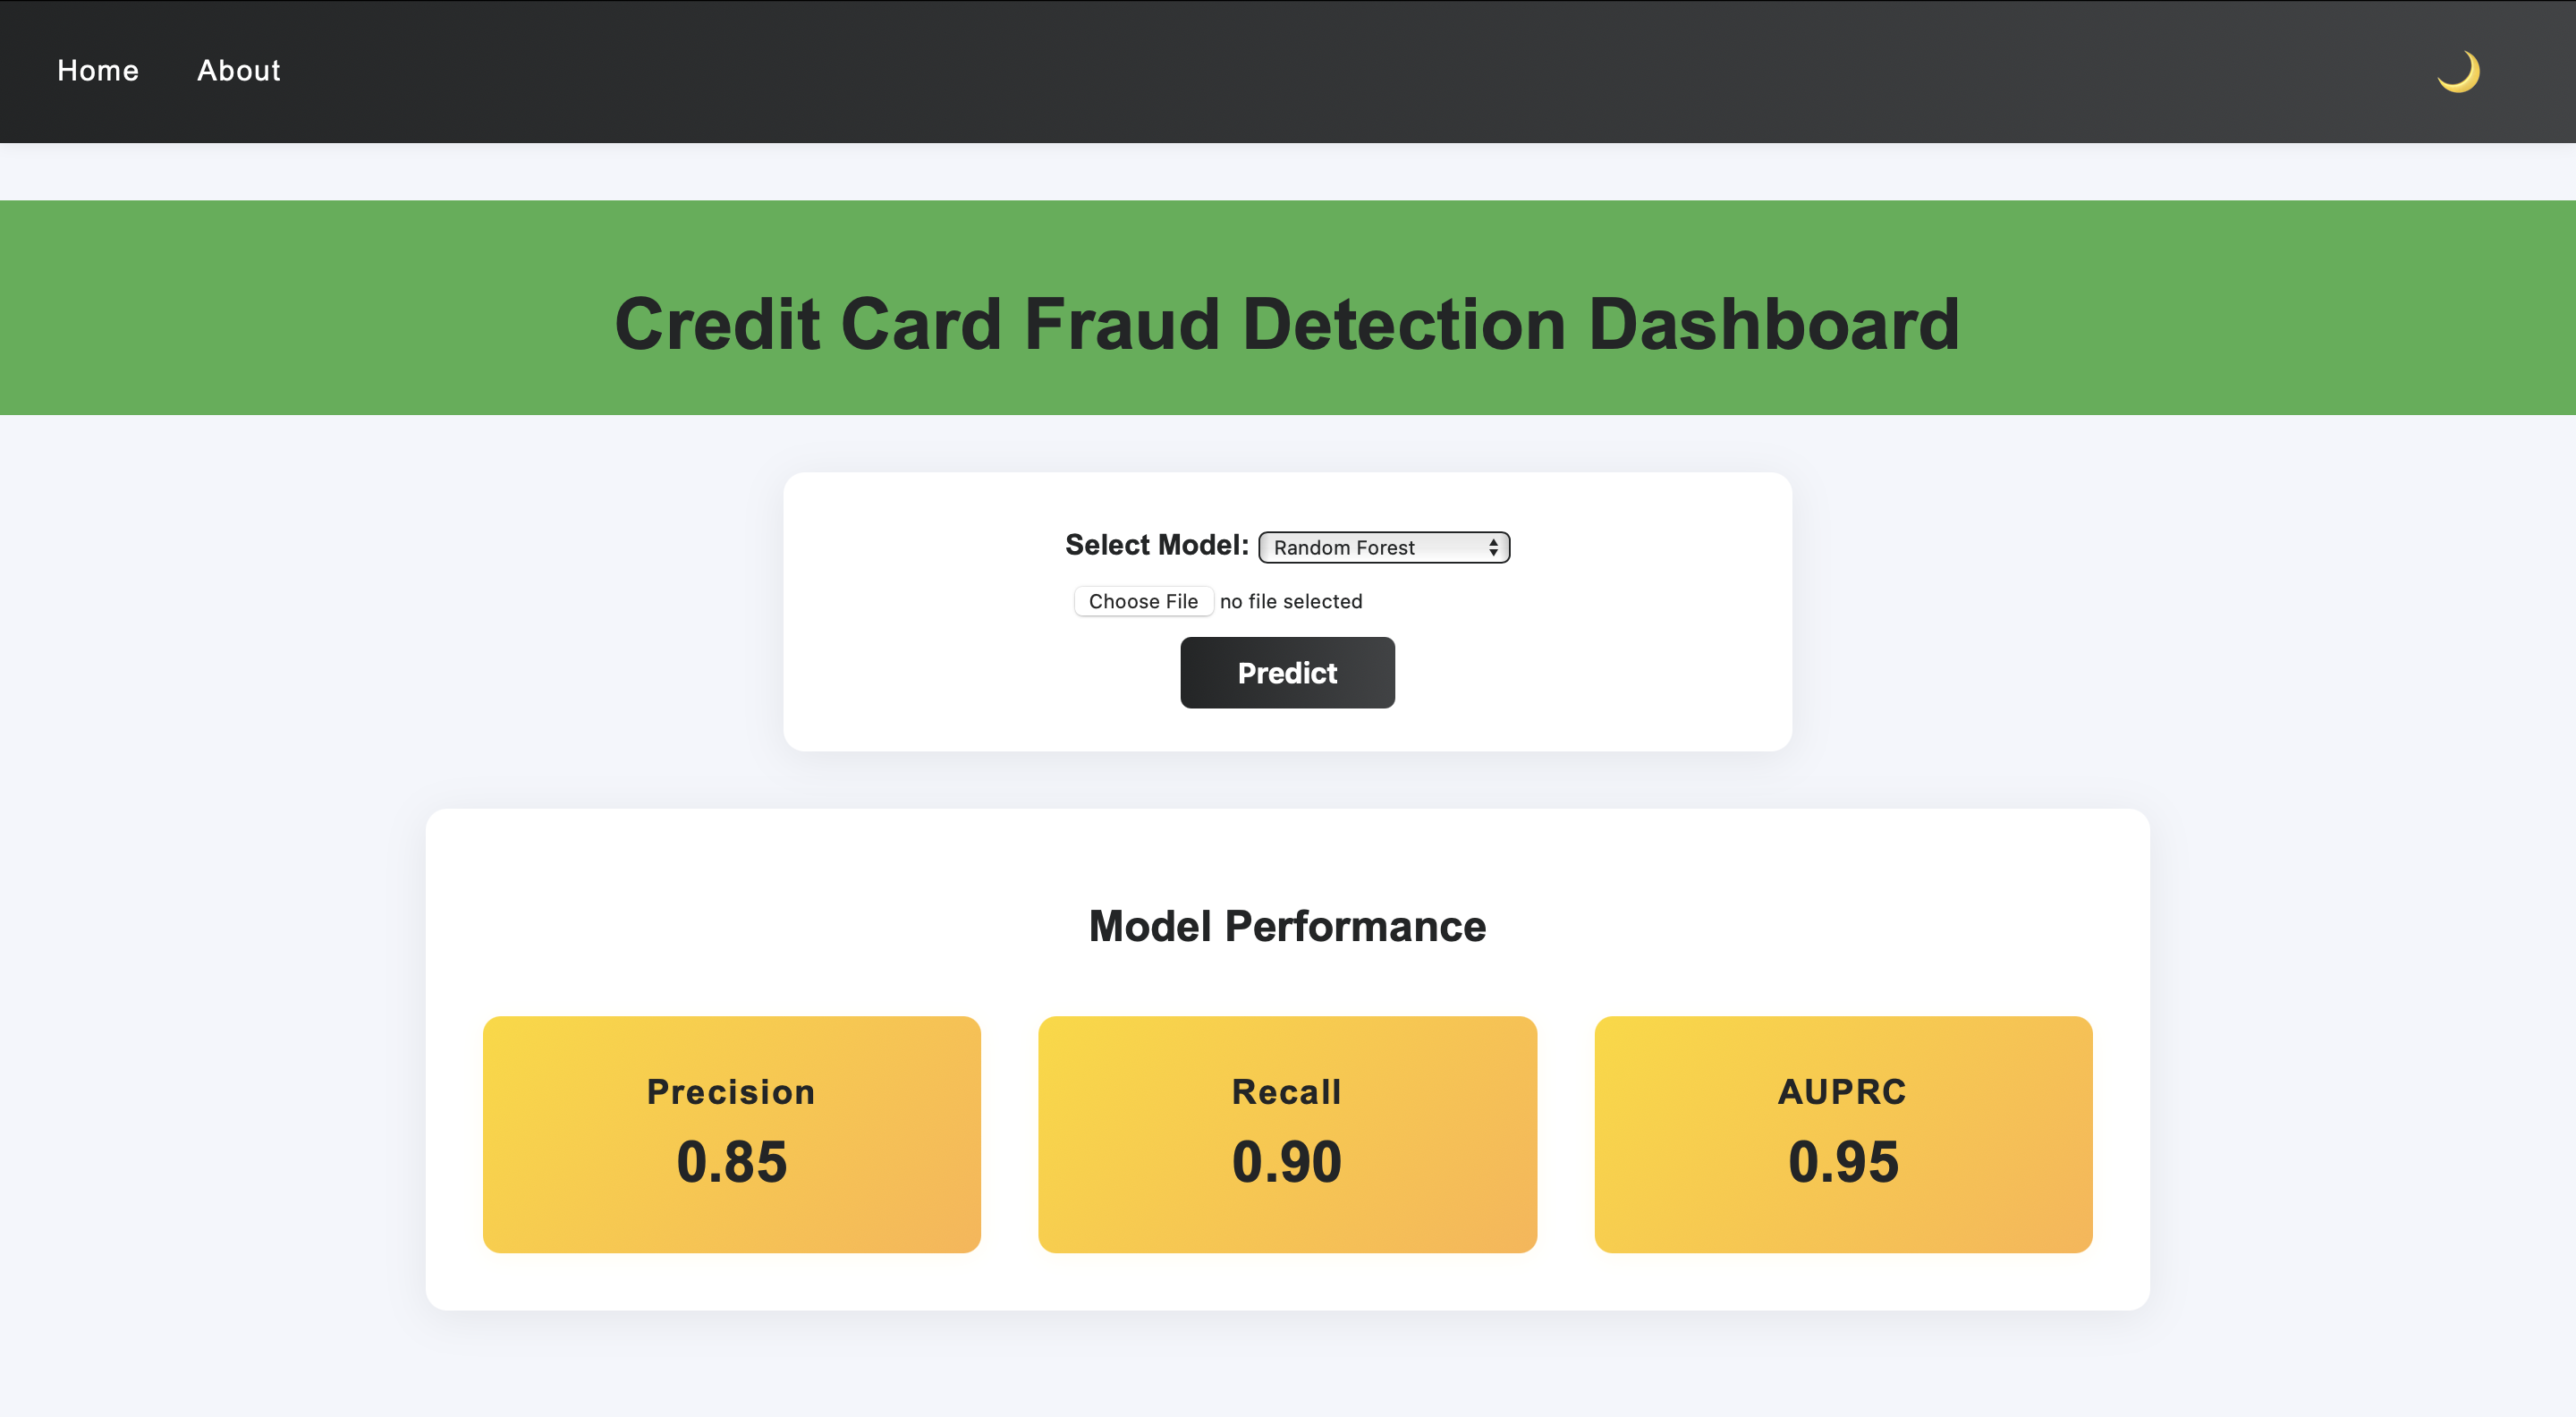 Home About
Credit Card Fraud Detection Dashboard
Select Model: Random Forest
Choose File no file selected
Predict
Model Performance
Precision Recall AUPRC
0.85 0.90 0.95